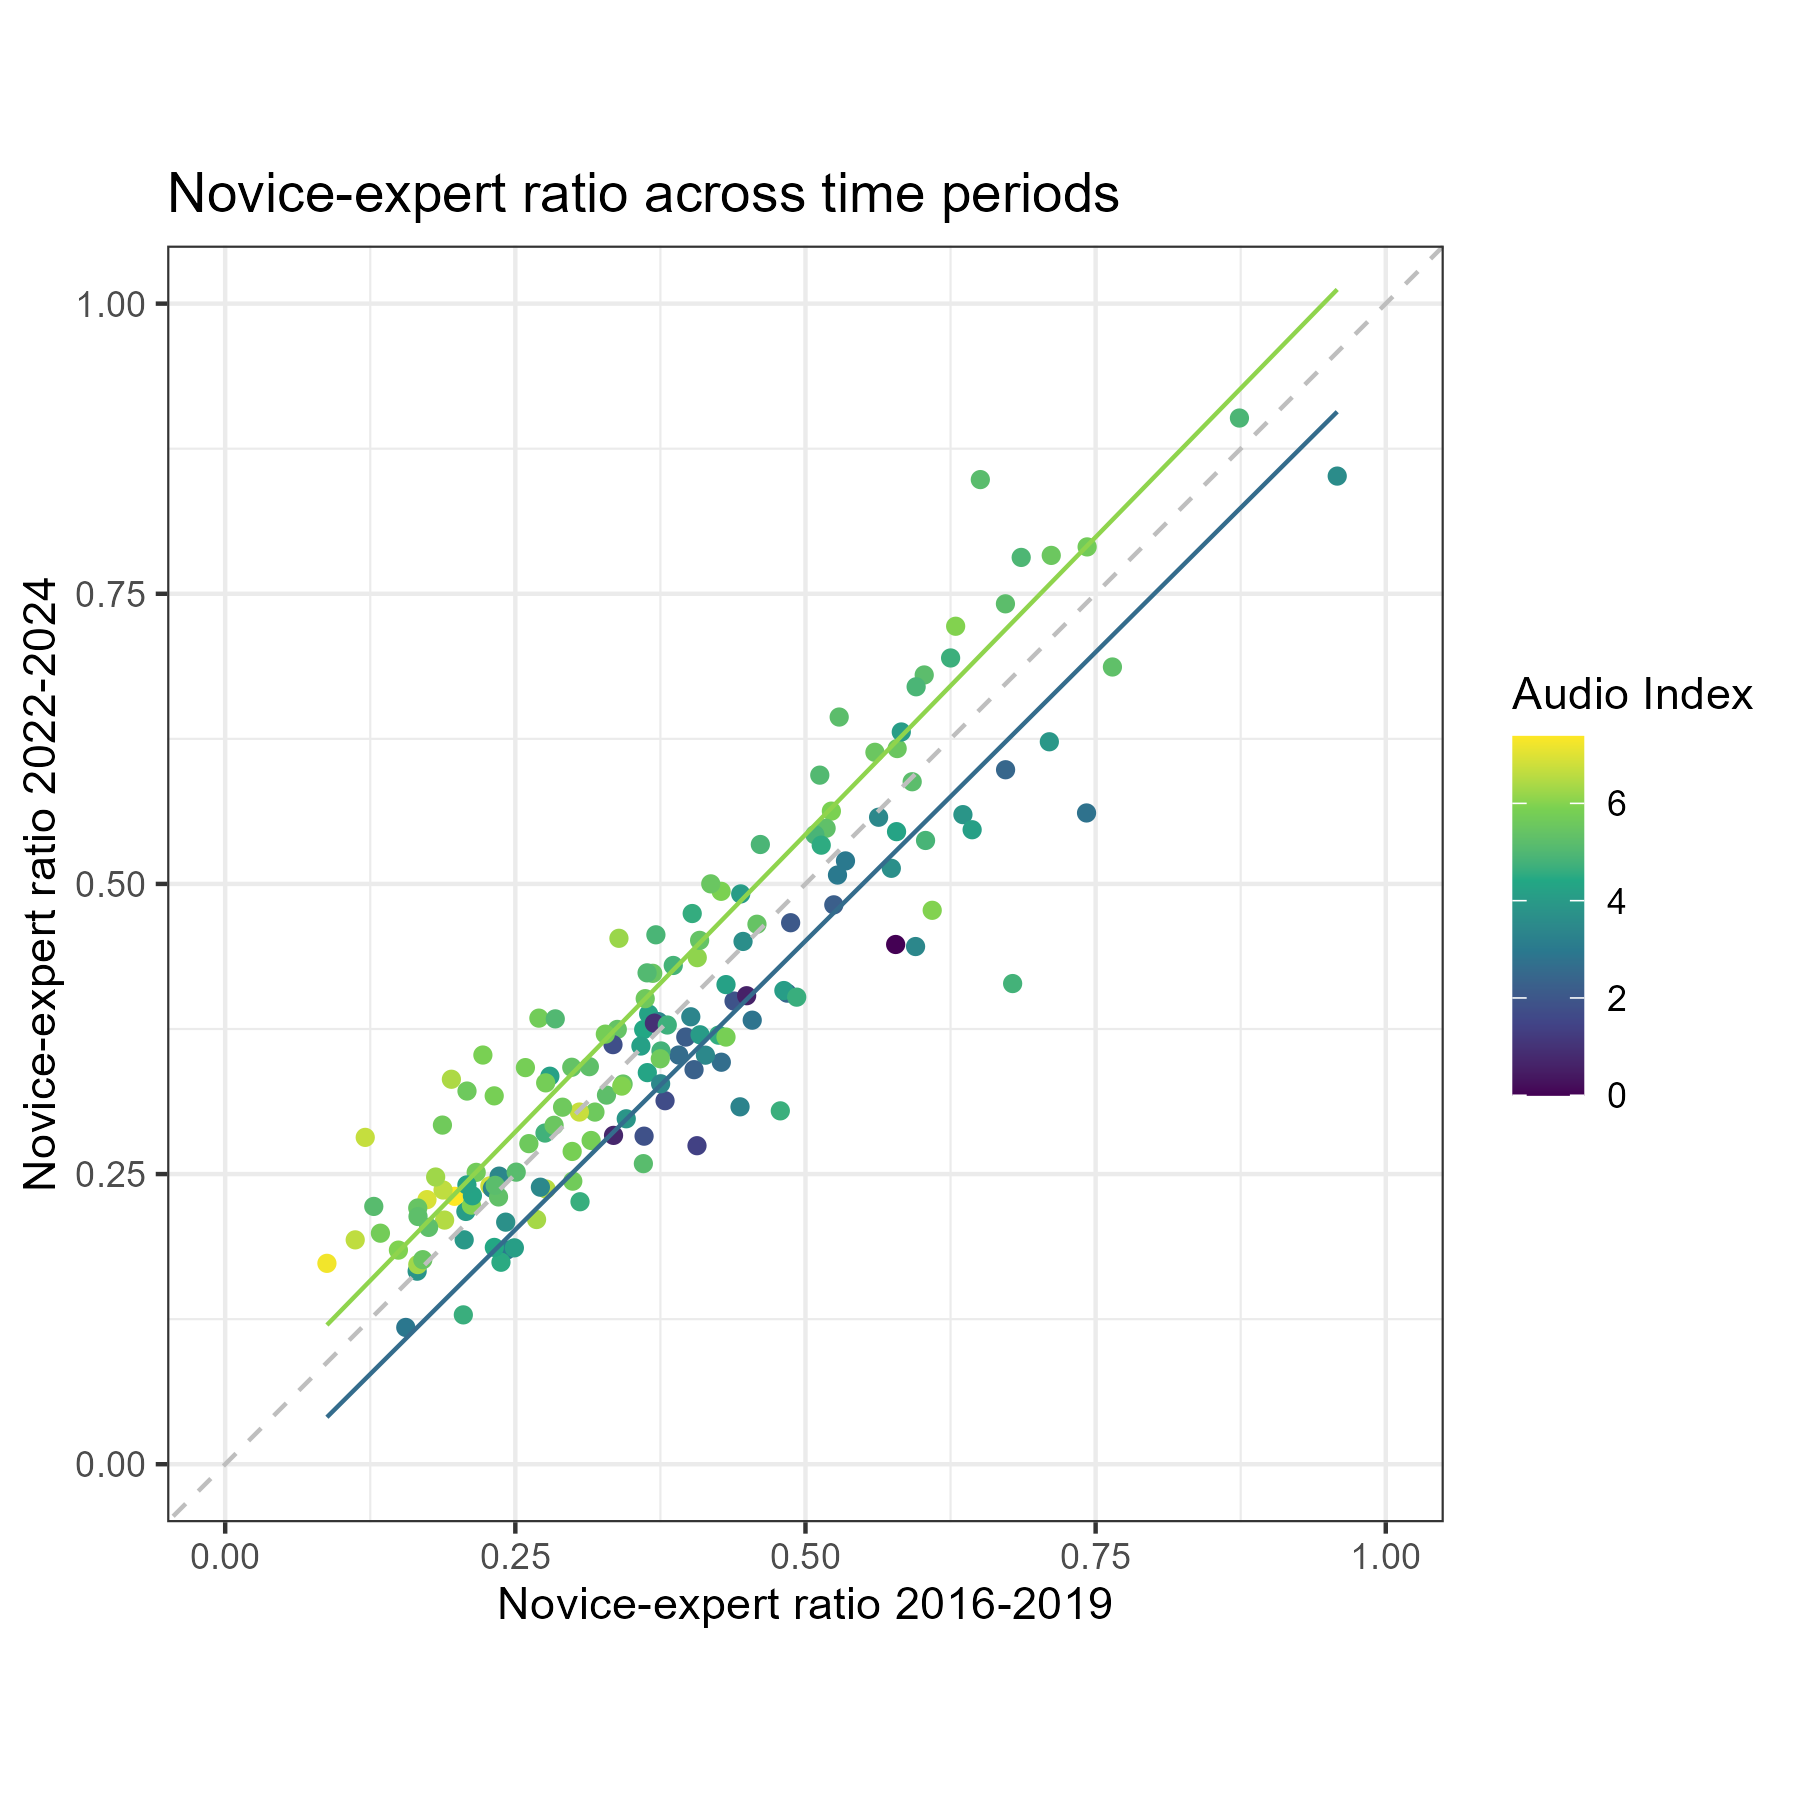 Novice-expert ratio across time periods
Novice-expert ratio 2022-2024
1.00
0.75
0.50
0.25
0.00
0.00 0.25 0.50 0.75 1.00
Novice-expert ratio 2016-2019
Audio Index
6
4
2
0